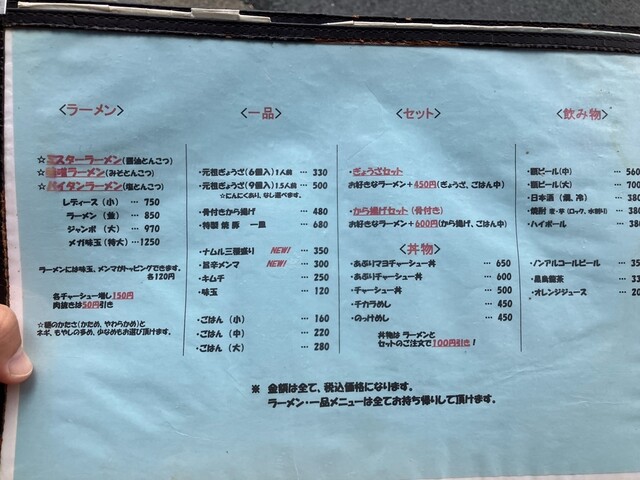 <ラーメン>
☆ミスターラーメン(醤油とんこつ)
☆味噌ラーメン(みそとんこつ)
☆パイタンラーメン(塩とんこつ)
レディース(小) … 750
ラーメン(並) … 850
ジャンボ(大) … 970
メガ味玉(特大) …1250
ラーメンには味玉、メンマがトッピングできます。
各120円
各チャーシュー増し150円
肉抜きは50円引き
☆麺のかたさ(かため、やわらかめ)と
ネギ、もやしの多め、少なめもお選び頂けます。
<一品>
・元祖ぎょうざ(6個入)1人前 … 330
・元祖ぎょうざ(9個入)1.5人前 … 500
※にんにくあり、なし選べます。
・骨付きから揚げ … 480
・特製焼豚 一皿 … 680
・ナムル三種盛り NEW! … 350
・旨辛メンマ NEW! … 300
・キムチ … 250
・味玉 … 120
・ごはん (小) … 160
・ごはん (中) … 220
・ごはん (大) … 280
<セット>
・ぎょうざセット
お好きなラーメン+450円(ぎょうざ、ごはん中)
・から揚げセット(骨付き)
お好きなラーメン+600円(から揚げ、ごはん中)
<丼物>
・あぶりマヨチャーシュー丼 … 650
・あぶりチャーシュー丼 … 600
・チャーシュー丼 … 500
・チカラめし … 450
・のっけめし … 450
丼物は ラーメンと
セットのご注文で100円引き!
<飲み物>
ビール(中) … 560
ビール(大) … 700
・日本酒(燗、冷)
・焼酎
・ハイボール
・ノンアルコールビール … 35
・黒烏龍茶 … 33
・オレンジジュース … 20
※ 金額は全て、税込価格になります。
ラーメン・一品メニューは全てお持ち帰りして頂けます。